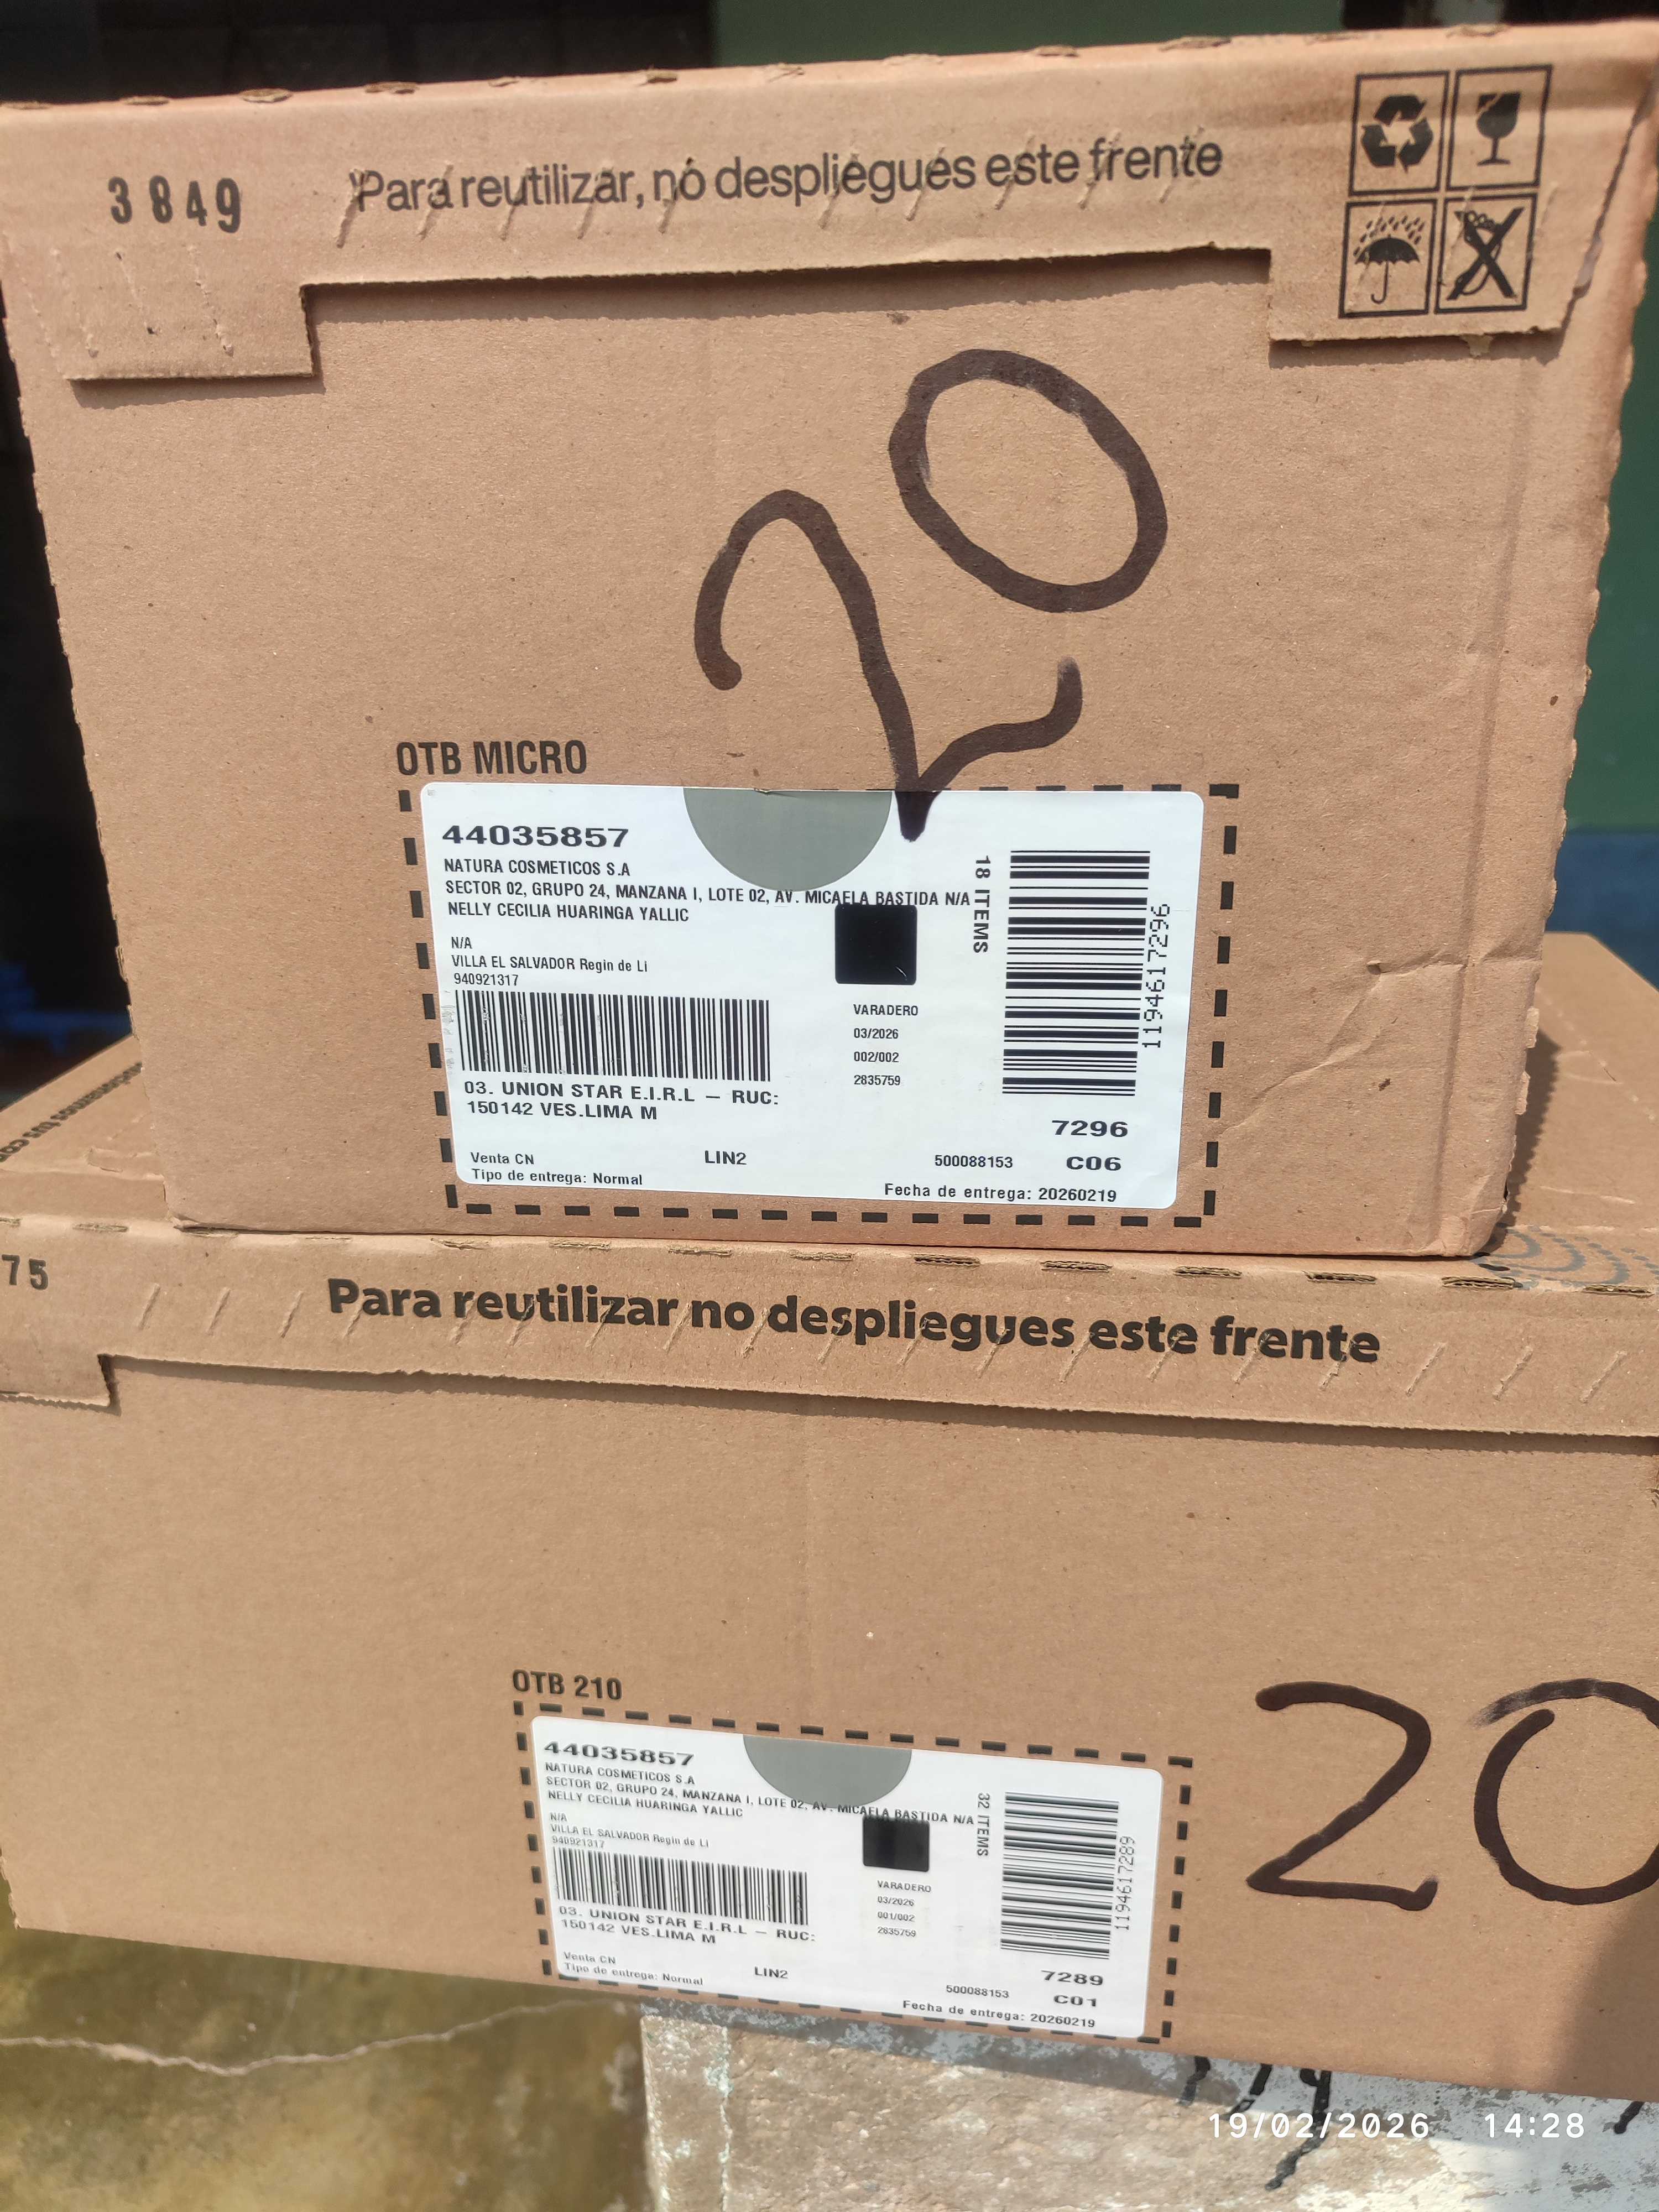 3849
Para reutilizar, no despliegues este frente
20
OTB MICRO
44035857
NATURA COSMETICOS S.A
SECTOR 02, GRUPO 24, MANZANA I, LOTE 02, AV. MICAELA BASTIDA N/A
NELLY CECILIA HUARINGA YALLIC
N/A
VILLA EL SALVADOR Regin de Li
940921317
18 ITEMS
1194617296
VARADERO
03/2026
002/002
2835759
03. UNION STAR E.I.R.L – RUC:
150142 VES.LIMA M
7296
Venta CN
LIN2
500088153
C06
Tipo de entrega: Normal
Fecha de entrega: 20260219
75
Para reutilizar no despliegues este frente
20
OTB 210
44035857
NATURA COSMETICOS S.A
SECTOR 02, GRUPO 24, MANZANA I, LOTE 02, AV. MICAELA BASTIDA N/A
NELLY CECILIA HUARINGA YALLIC
N/A
VILLA EL SALVADOR Regin de Li
940921317
32 ITEMS
1194617289
VARADERO
03/2026
001/002
2835759
03. UNION STAR E.I.R.L – RUC:
150142 VES.LIMA M
7289
Venta CN
LIN2
500088153
C01
Tipo de entrega: Normal
Fecha de entrega: 20260219
19/02/2026 14:28